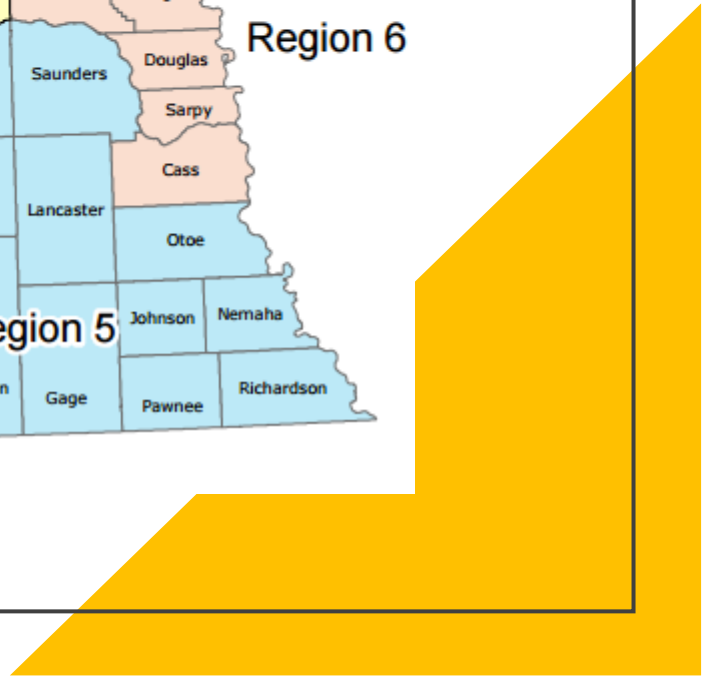 Region 6
Douglas
Saunders
Sarpy
Cass
Lancaster
Otoe
egion 5
Johnson
Nemaha
Richardson
n
Gage
Pawnee